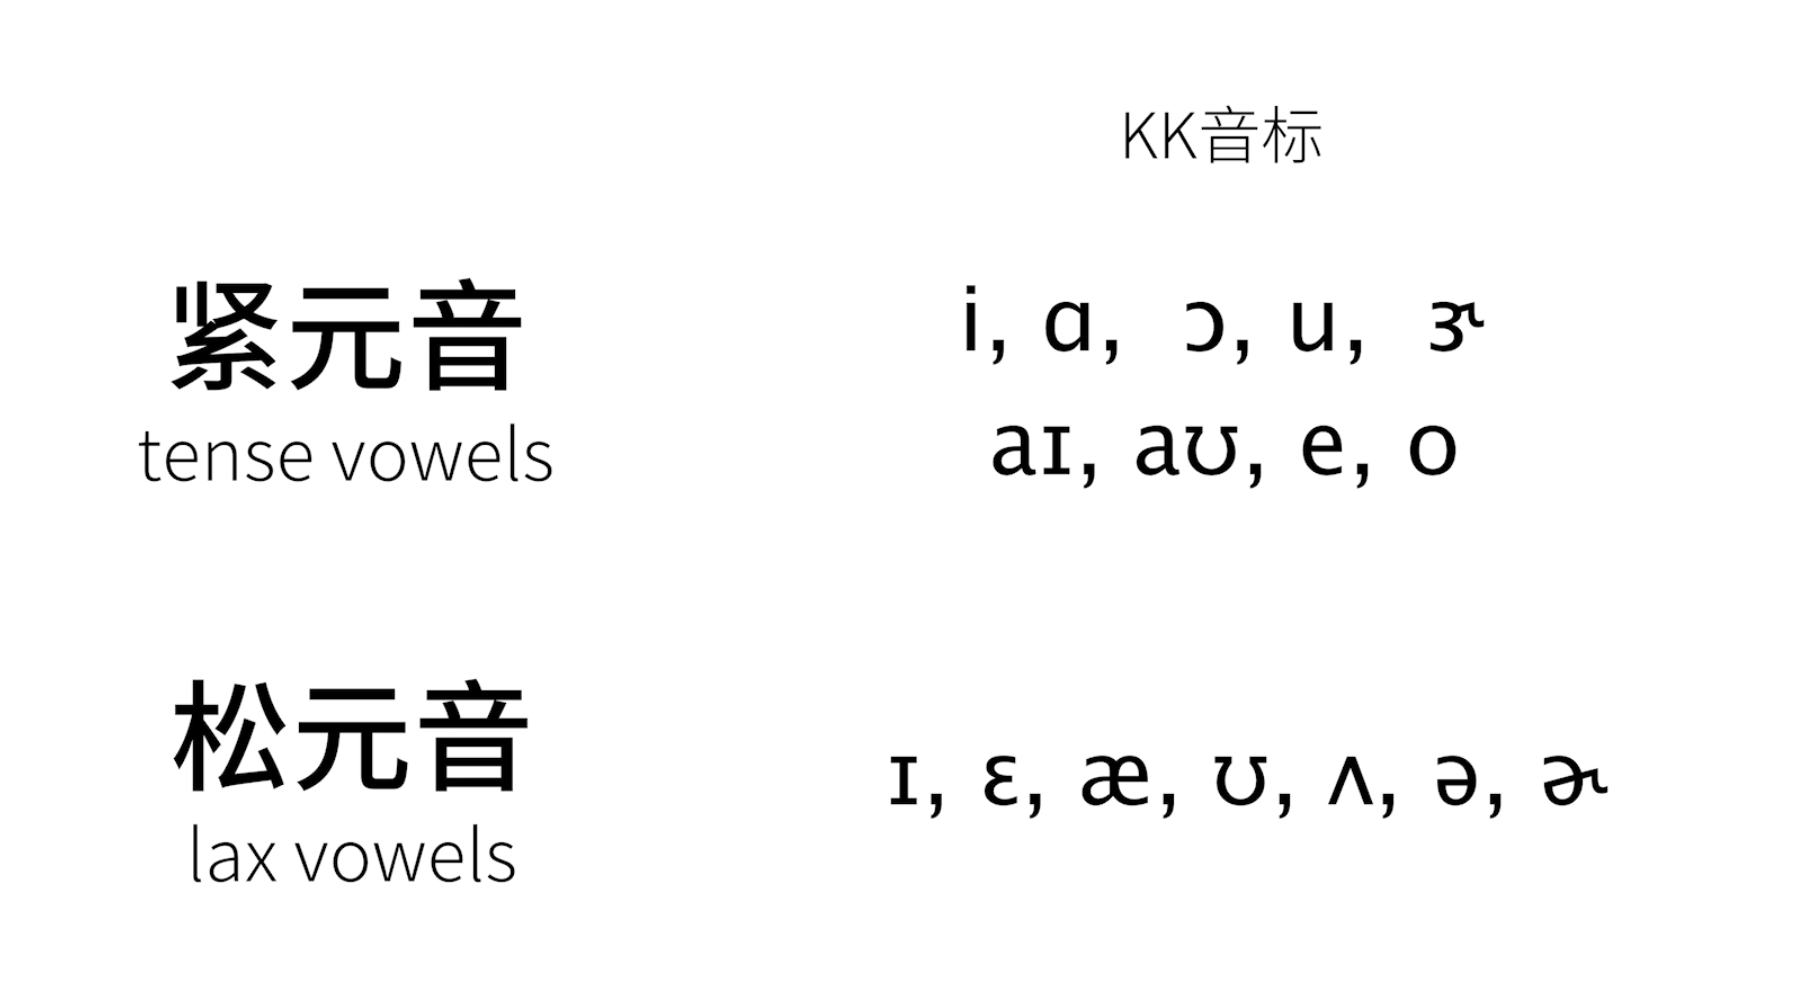 KK音标
紧元音
tense vowels
i, ɑ, ɔ, u, ɝ
aɪ, aʊ, e, o
松元音
lax vowels
ɪ, ɛ, æ, ʊ, ʌ, ə, ɚ